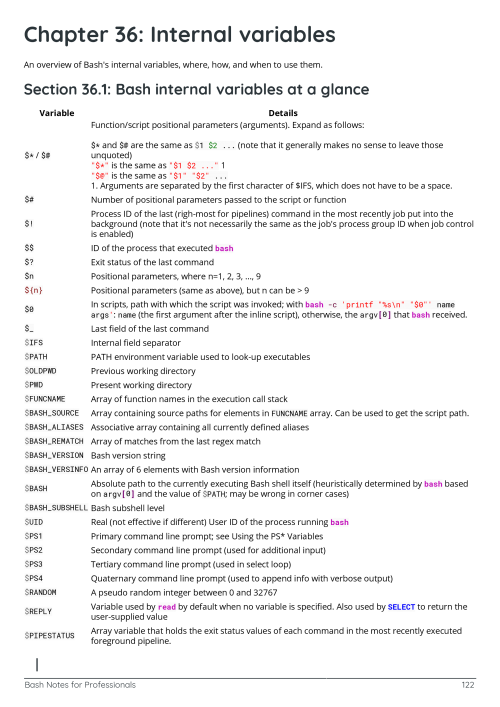 Chapter 36: Internal variables
An overview of Bash's internal variables, where, how, and when to use them.
Section 36.1: Bash internal variables at a glance
Variable Details
Function/script positional parameters (arguments). Expand as follows:
$* and $@ are the same as $1 $2 ... (note that it generally makes no sense to leave those
$* / $@ unquoted)
"$*" is the same as "$1 $2 ..." 1
"$@" is the same as "$1" "$2" ...
1. Arguments are separated by the first character of $IFS, which does not have to be a space.
$# Number of positional parameters passed to the script or function
Process ID of the last (righ-most for pipelines) command in the most recently job put into the
$! background (note that it's not necessarily the same as the job's process group ID when job control
is enabled)
$$ ID of the process that executed bash
$? Exit status of the last command
$n Positional parameters, where n=1, 2, 3, ..., 9
${n} Positional parameters (same as above), but n can be > 9
$0 In scripts, path with which the script was invoked; with bash -c 'printf "%s\n" "$0"' name
args': name (the first argument after the inline script), otherwise, the argv[0] that bash received.
$_ Last field of the last command
$IFS Internal field separator
$PATH PATH environment variable used to look-up executables
$OLDPWD Previous working directory
$PWD Present working directory
$FUNCNAME Array of function names in the execution call stack
$BASH_SOURCE Array containing source paths for elements in FUNCNAME array. Can be used to get the script path.
$BASH_ALIASES Associative array containing all currently defined aliases
$BASH_REMATCH Array of matches from the last regex match
$BASH_VERSION Bash version string
$BASH_VERSINFO An array of 6 elements with Bash version information
$BASH Absolute path to the currently executing Bash shell itself (heuristically determined by bash based
on argv[0] and the value of $PATH; may be wrong in corner cases)
$BASH_SUBSHELL Bash subshell level
$UID Real (not effective if different) User ID of the process running bash
$PS1 Primary command line prompt; see Using the PS* Variables
$PS2 Secondary command line prompt (used for additional input)
$PS3 Tertiary command line prompt (used in select loop)
$PS4 Quaternary command line prompt (used to append info with verbose output)
$RANDOM A pseudo random integer between 0 and 32767
$REPLY Variable used by read by default when no variable is specified. Also used by SELECT to return the
user-supplied value
$PIPESTATUS Array variable that holds the exit status values of each command in the most recently executed
foreground pipeline.
Bash Notes for Professionals 122